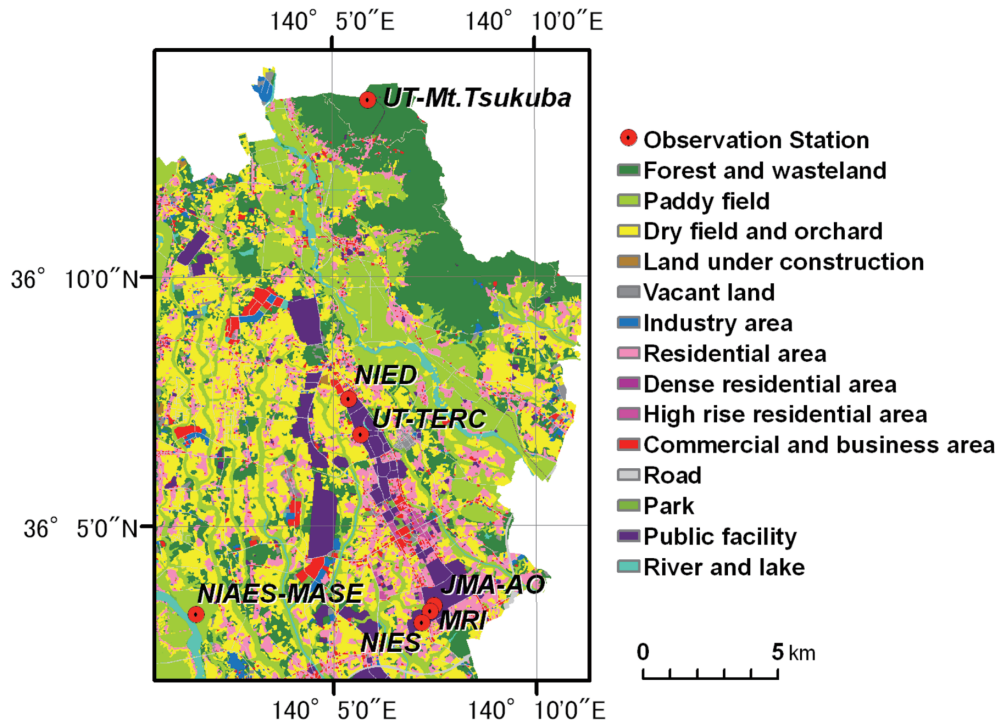 140° 5′0″E 140° 10′0″E
UT-Mt.Tsukuba
36° 10′0″N
NIED
UT-TERC
36° 5′0″N
NIAES-MASE
JMA-AO
MRI
NIES
140° 5′0″E 140° 10′0″E
Observation Station
Forest and wasteland
Paddy field
Dry field and orchard
Land under construction
Vacant land
Industry area
Residential area
Dense residential area
High rise residential area
Commercial and business area
Road
Park
Public facility
River and lake
0 5 km